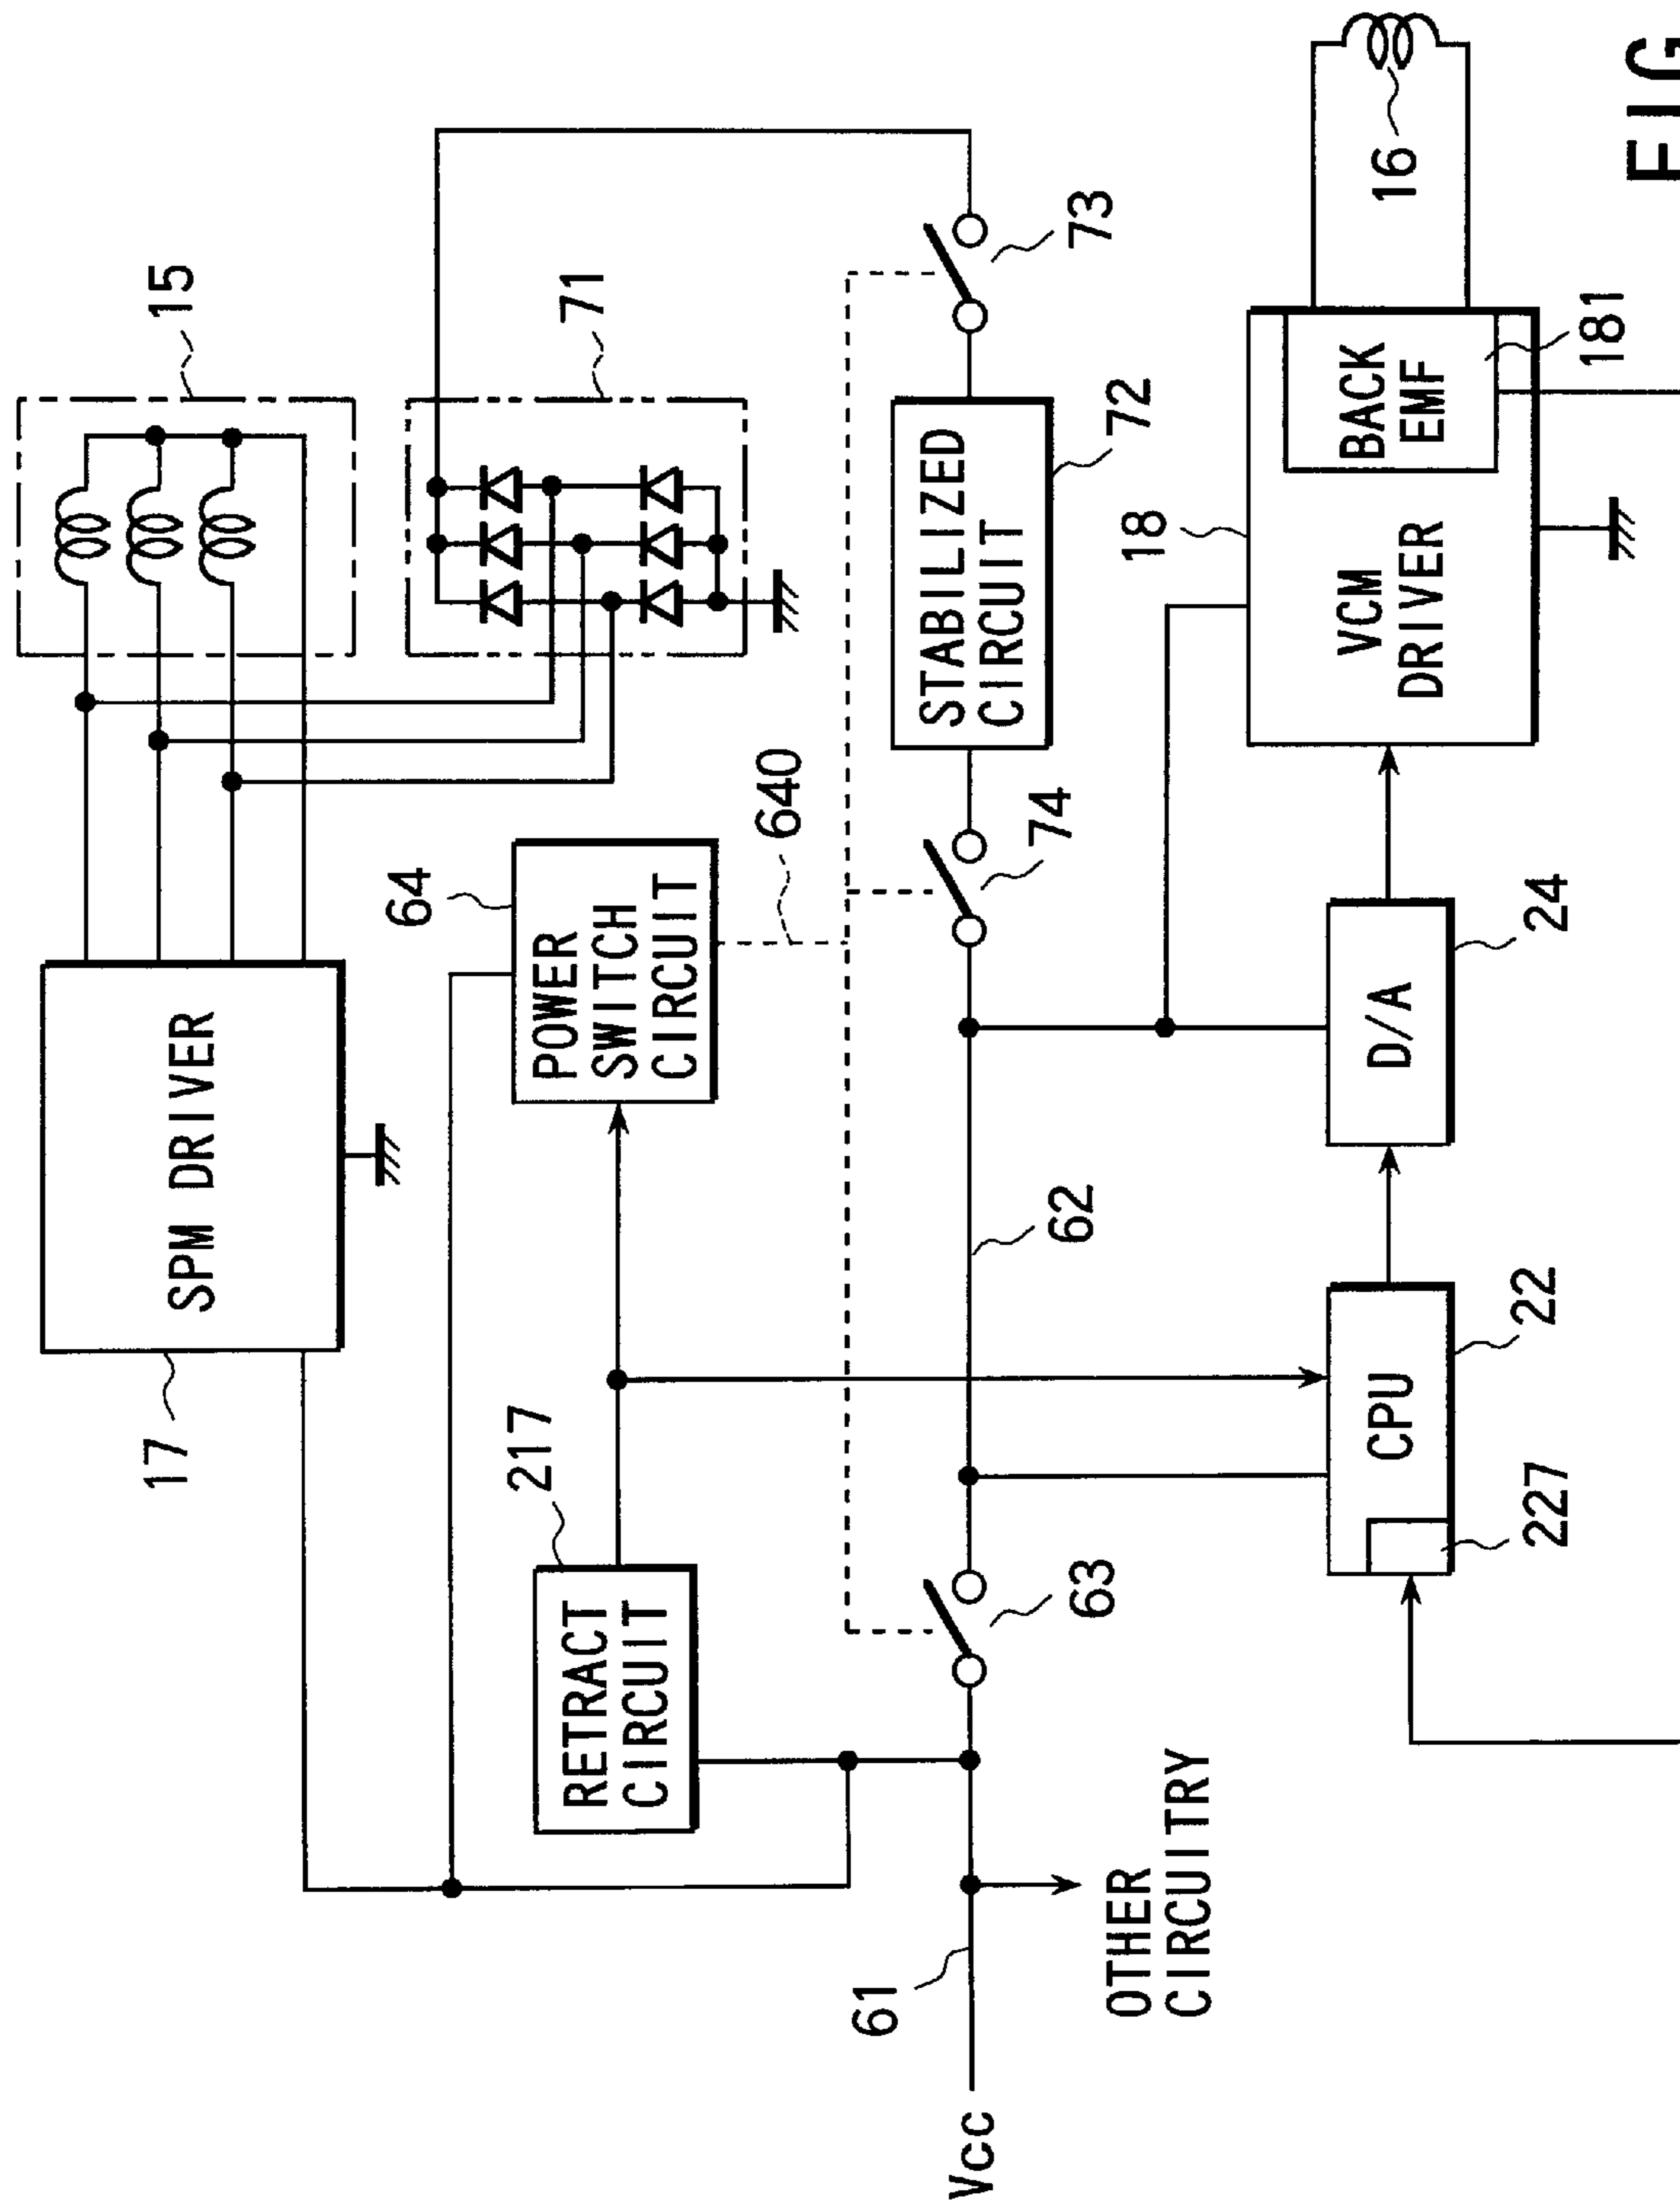 15
SPM DRIVER
17
71
64
POWER
SWITCH
CIRCUIT
640
217
RETRACT
CIRCUIT
73
72
STABILIZED
CIRCUIT
74
62
63
61
Vcc
OTHER
CIRCUITRY
16
18
VCM
DRIVER
BACK
EMF
181
D/A
24
CPU
22
227
FIG